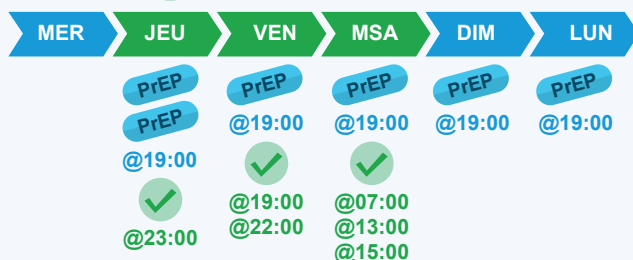 MER JEU VEN MSA DIM LUN
PrEP PrEP PrEP PrEP PrEP
PrEP @19:00 @19:00 @19:00 @19:00
@19:00
@19:00 @07:00
@23:00 @22:00 @13:00
@15:00